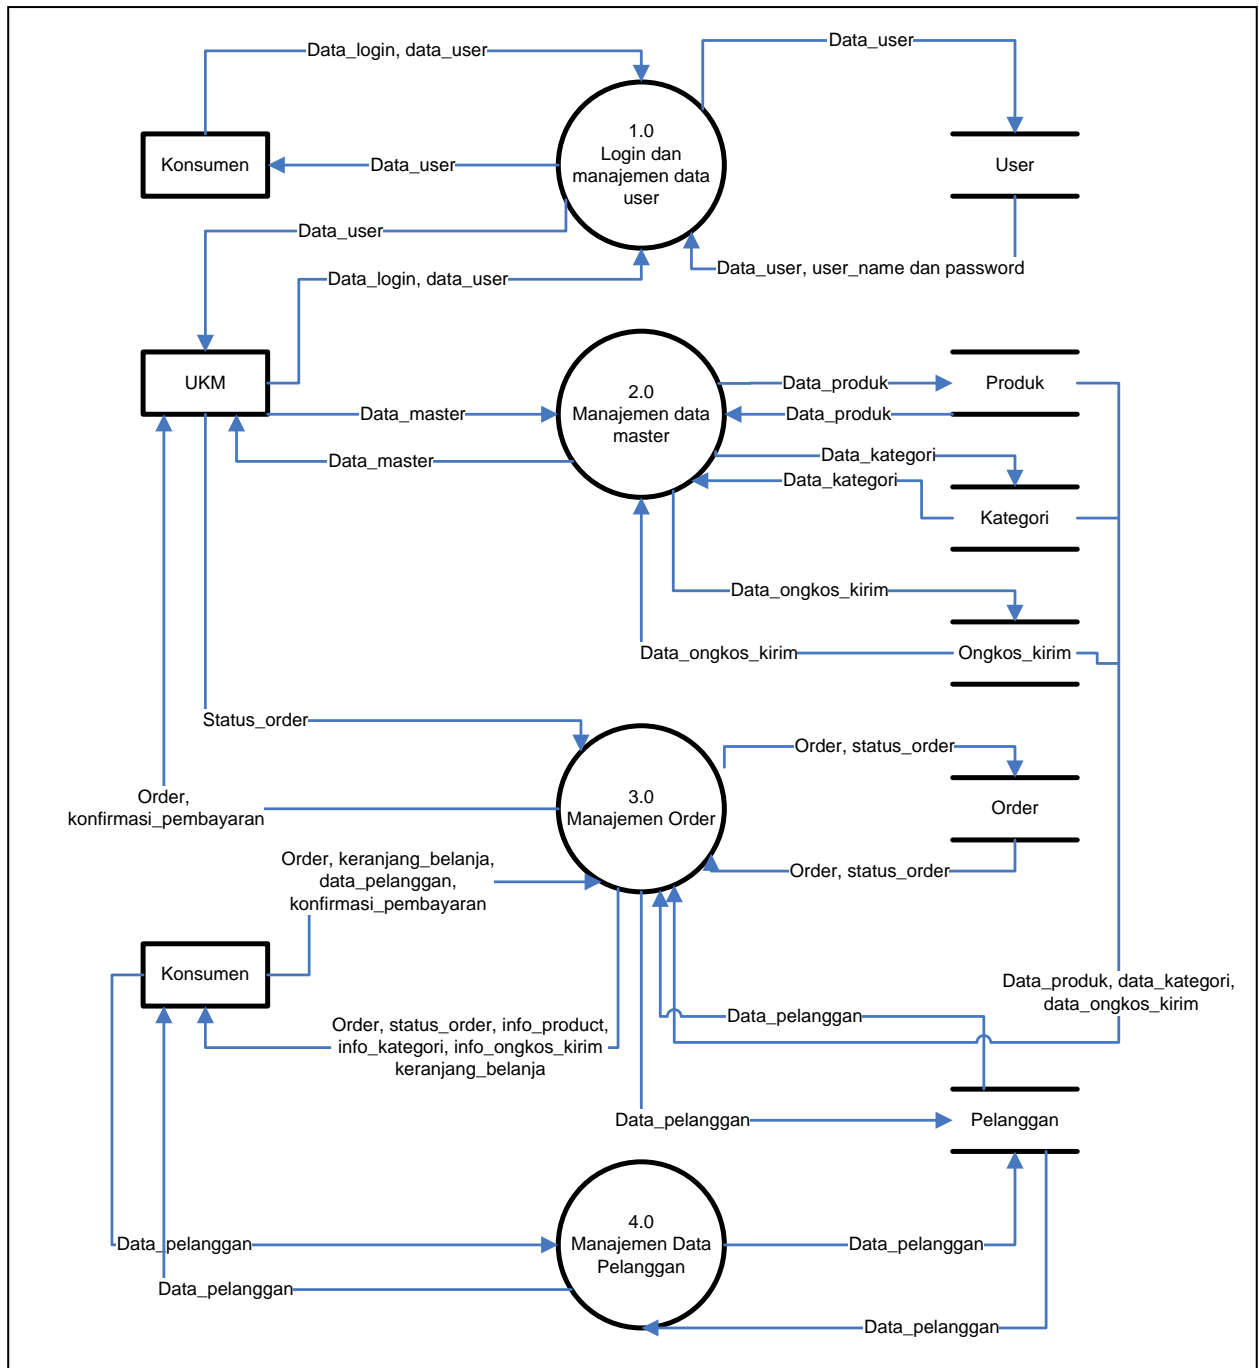 Data_login, data_user
Data_user
1.0
Login dan
manajemen data
user
Konsumen
Data_user
User
Data_user
Data_user, user_name dan password
Data_login, data_user
UKM
2.0
Manajemen data
master
Data_produk
Produk
Data_master
Data_produk
Data_master
Data_kategori
Data_kategori
Kategori
Data_ongkos_kirim
Data_ongkos_kirim
Ongkos_kirim
Status_order
Order, status_order
3.0
Manajemen Order
Order
Order,
konfirmasi_pembayaran
Order, keranjang_belanja,
data_pelanggan,
konfirmasi_pembayaran
Order, status_order
Konsumen
Data_produk, data_kategori,
data_ongkos_kirim
Data_pelanggan
Order, status_order, info_product,
info_kategori, info_ongkos_kirim
keranjang_belanja
Data_pelanggan
Pelanggan
4.0
Manajemen Data
Pelanggan
Data_pelanggan
Data_pelanggan
Data_pelanggan
Data_pelanggan